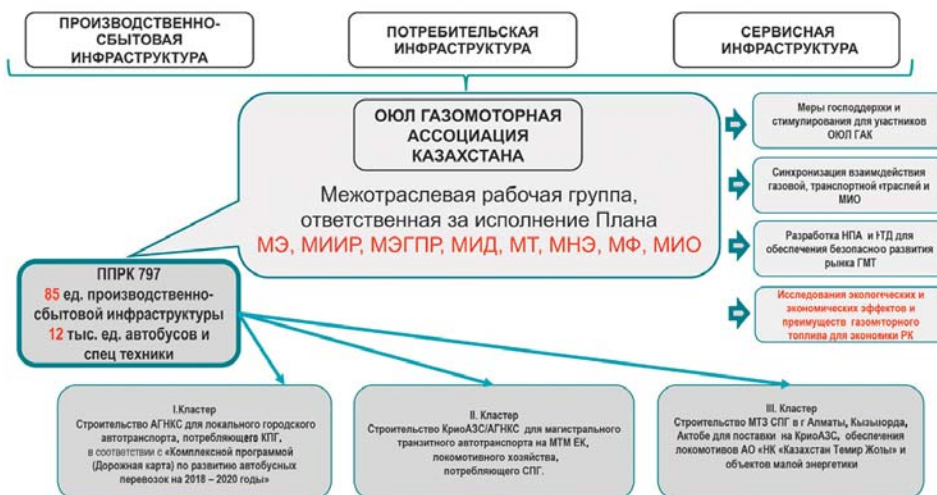 ПРОИЗВОДСТВЕННО-
СБЫТОВАЯ
ИНФРАСТРУКТУРА
ПОТРЕБИТЕЛЬСКАЯ
ИНФРАСТРУКТУРА
СЕРВИСНАЯ
ИНФРАСТРУКТУРА
ОЮЛ ГАЗОМОТОРНАЯ
АССОЦИАЦИЯ
КАЗАХСТАНА
Межотраслевая рабочая группа,
ответственная за исполнение Плана
МЭ, МИИР, МЭГПР, МИД, МТ, МНЭ, МФ, МИО
Меры господдержки и
стимулирования для участников
ОЮЛ ГАК
Синхронизация взаимодействия
газовой, транспортной отраслей и
МИО
Разработка НПА и НТД для
обеспечения безопасного развития
рынка ГМТ
Исследования экологических и
экономических эффектов и
преимуществ газомоторного
топлива для экономики РК
ППРК 797
85 ед. производственно-
сбытовой инфраструктуры
12 тыс. ед. автобусов и
спец техники
I.Кластер
Строительство АГНКС для локального городского
автотранспорта, потребляющего КПГ,
в соответствии с «Комплексной программой
(Дорожная карта) по развитию автобусных
перевозок на 2018 – 2020 годы»
II. Кластер
Строительство КриоАЗС/АГНКС для магистрального
транзитного автотранспорта на МТМ ЕК,
локомотивного хозяйства,
потребляющего СПГ.
III. Кластер
Строительство МТЗ СПГ в г Алматы, Кызылорда,
Актобе для поставки на КриоАЗС, обеспечения
локомотивов АО «НК «Казахстан Темир Жолы» и
объектов малой энергетики